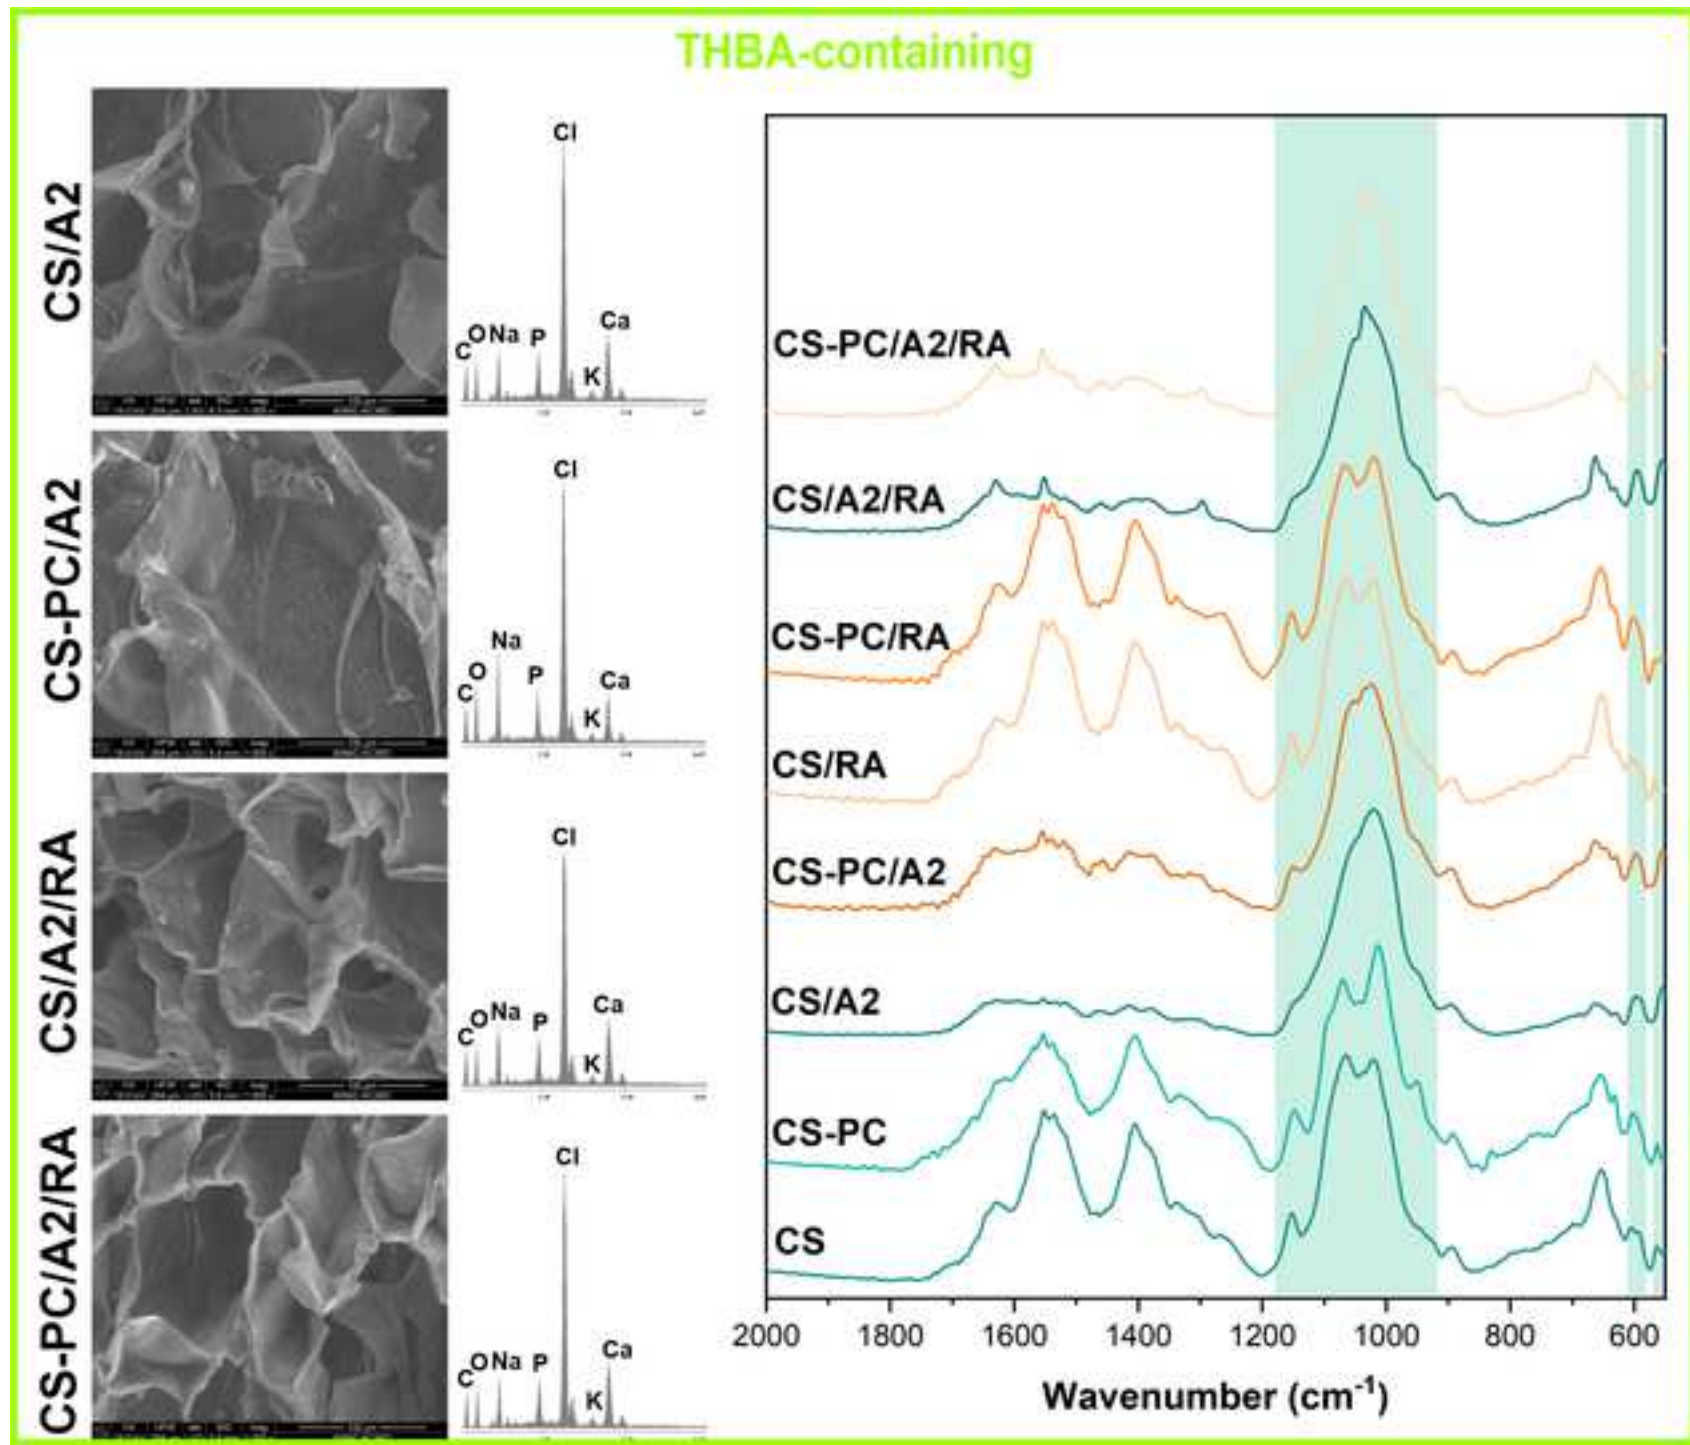 THBA-containing
CS/A2
C O Na P Cl K Ca
CS-PC/A2
C O Na P Cl K Ca
CS/A2/RA
C O Na P Cl K Ca
CS-PC/A2/RA
C O Na P Cl K Ca
CS-PC/A2/RA
CS/A2/RA
CS-PC/RA
CS/RA
CS-PC/A2
CS/A2
CS-PC
CS
2000 1800 1600 1400 1200 1000 800 600
Wavenumber (cm⁻¹)